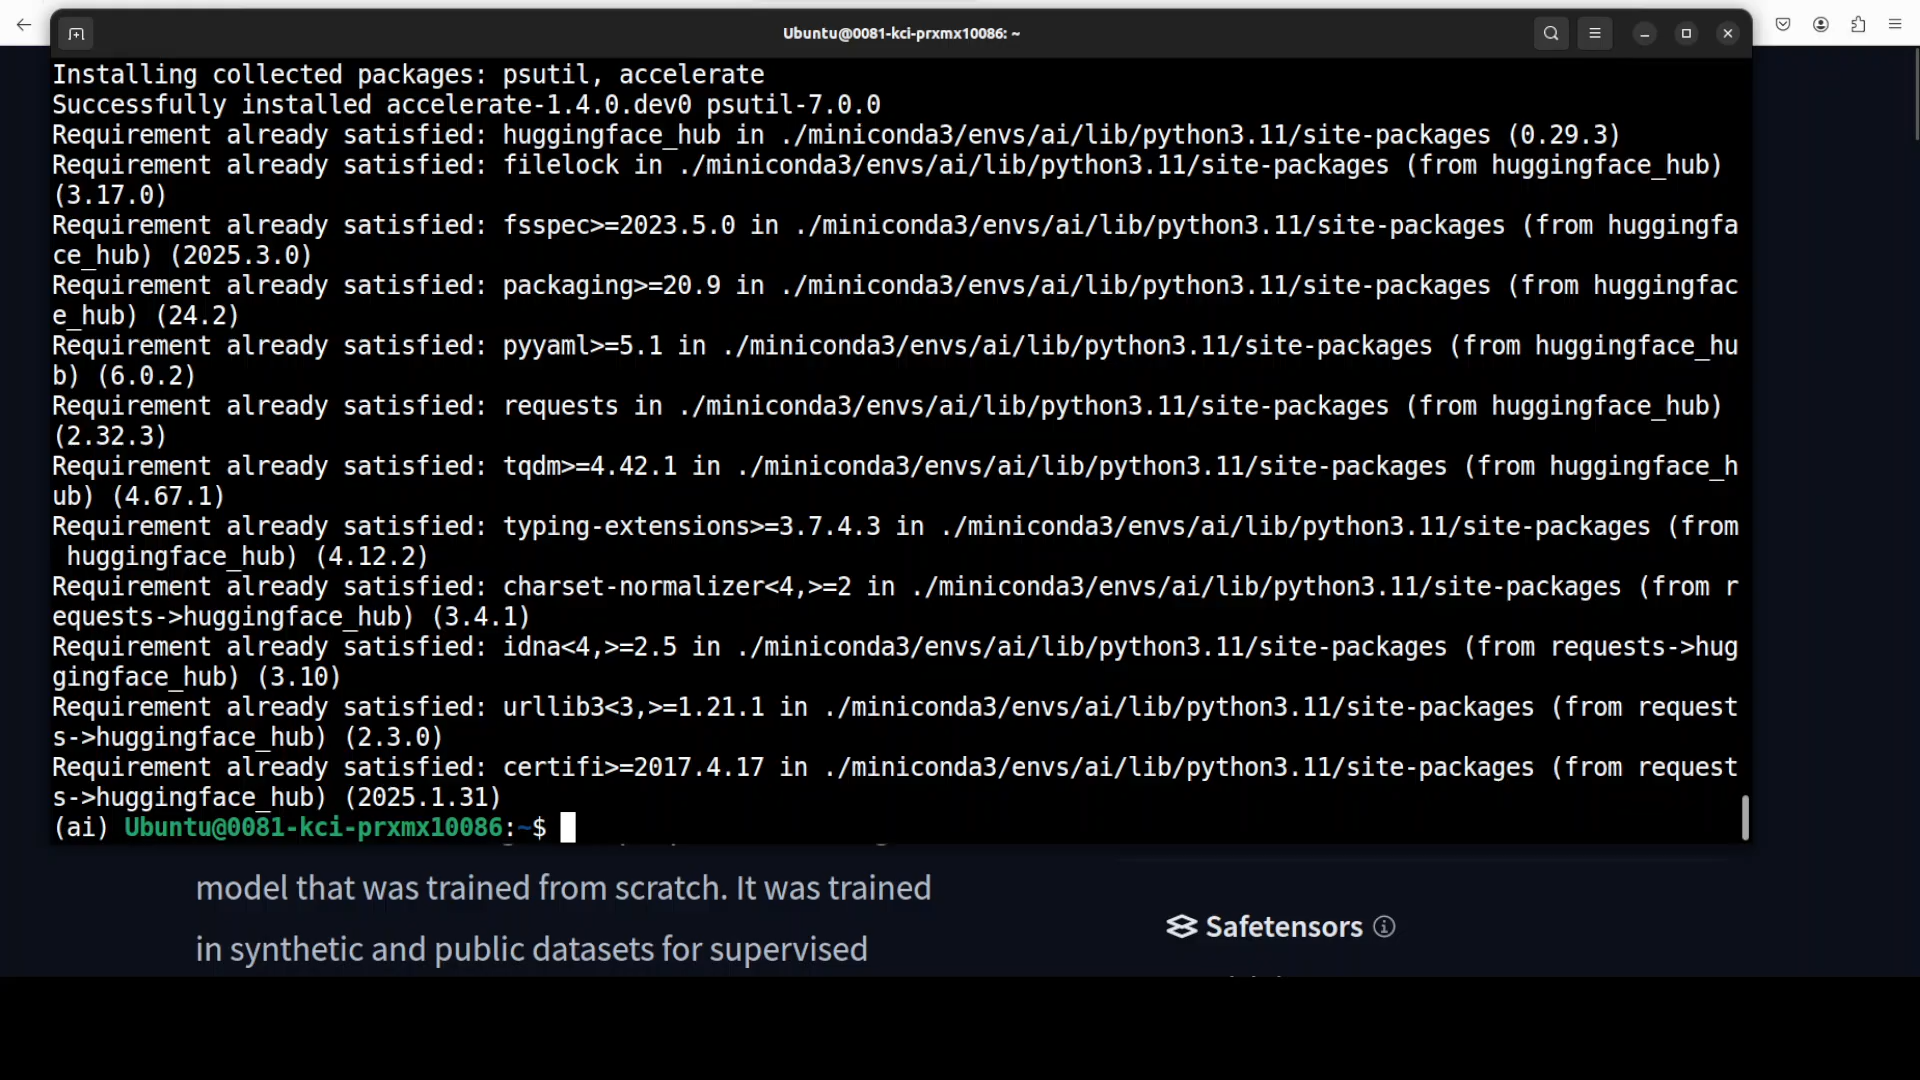 Ubuntu@0081-kci-prxmx10086: ~
Installing collected packages: psutil, accelerate
Successfully installed accelerate-1.4.0.dev0 psutil-7.0.0
Requirement already satisfied: huggingface_hub in ./miniconda3/envs/ai/lib/python3.11/site-packages (0.29.3)
Requirement already satisfied: filelock in ./miniconda3/envs/ai/lib/python3.11/site-packages (from huggingface_hub)
(3.17.0)
Requirement already satisfied: fsspec>=2023.5.0 in ./miniconda3/envs/ai/lib/python3.11/site-packages (from huggingfa
ce_hub) (2025.3.0)
Requirement already satisfied: packaging>=20.9 in ./miniconda3/envs/ai/lib/python3.11/site-packages (from huggingfac
e_hub) (24.2)
Requirement already satisfied: pyyaml>=5.1 in ./miniconda3/envs/ai/lib/python3.11/site-packages (from huggingface_hu
b) (6.0.2)
Requirement already satisfied: requests in ./miniconda3/envs/ai/lib/python3.11/site-packages (from huggingface_hub)
(2.32.3)
Requirement already satisfied: tqdm>=4.42.1 in ./miniconda3/envs/ai/lib/python3.11/site-packages (from huggingface_h
ub) (4.67.1)
Requirement already satisfied: typing-extensions>=3.7.4.3 in ./miniconda3/envs/ai/lib/python3.11/site-packages (from
 huggingface_hub) (4.12.2)
Requirement already satisfied: charset-normalizer<4,>=2 in ./miniconda3/envs/ai/lib/python3.11/site-packages (from r
equests->huggingface_hub) (3.4.1)
Requirement already satisfied: idna<4,>=2.5 in ./miniconda3/envs/ai/lib/python3.11/site-packages (from requests->hug
gingface_hub) (3.10)
Requirement already satisfied: urllib3<3,>=1.21.1 in ./miniconda3/envs/ai/lib/python3.11/site-packages (from request
s->huggingface_hub) (2.3.0)
Requirement already satisfied: certifi>=2017.4.17 in ./miniconda3/envs/ai/lib/python3.11/site-packages (from request
s->huggingface_hub) (2025.1.31)
(ai) Ubuntu@0081-kci-prxmx10086:~$
model that was trained from scratch. It was trained
in synthetic and public datasets for supervised
Safetensors